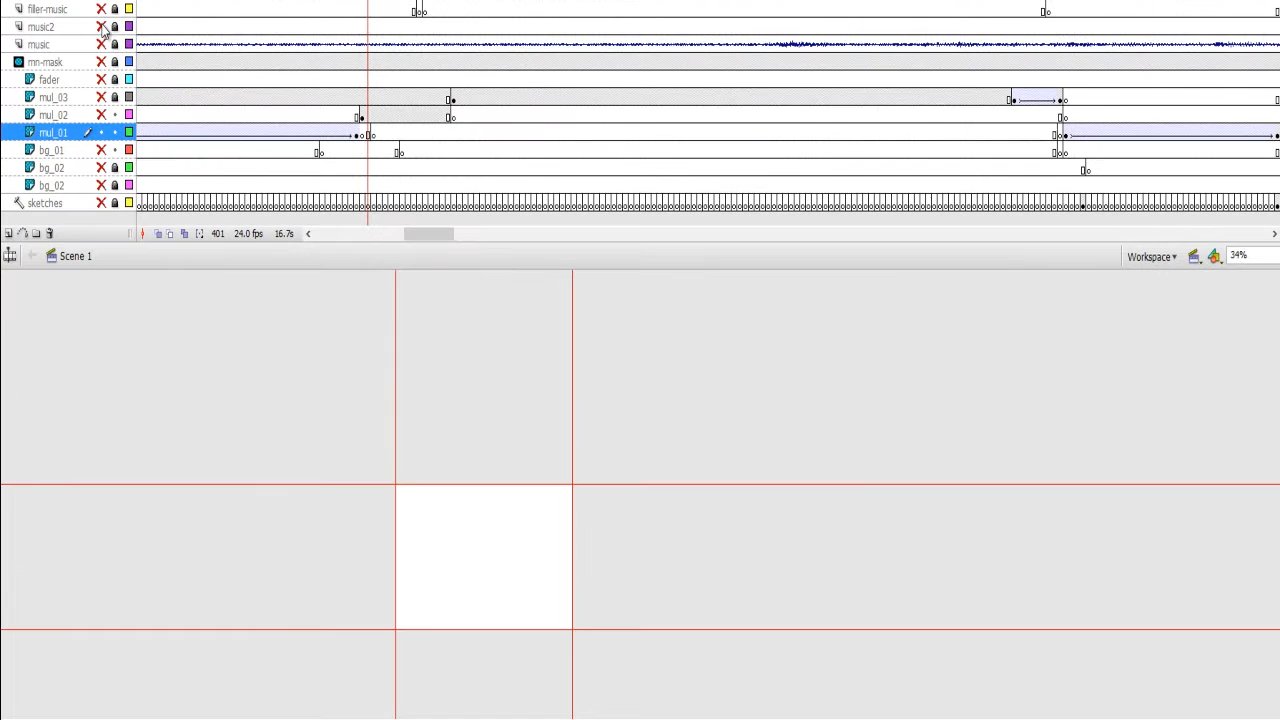 filler-music
music2
music
mn-mask
fader
mul_03
mul_02
mul_01
bg_01
bg_02
bg_02
sketches
401 24.0 fps 16.7s
Scene 1
Workspace
34%